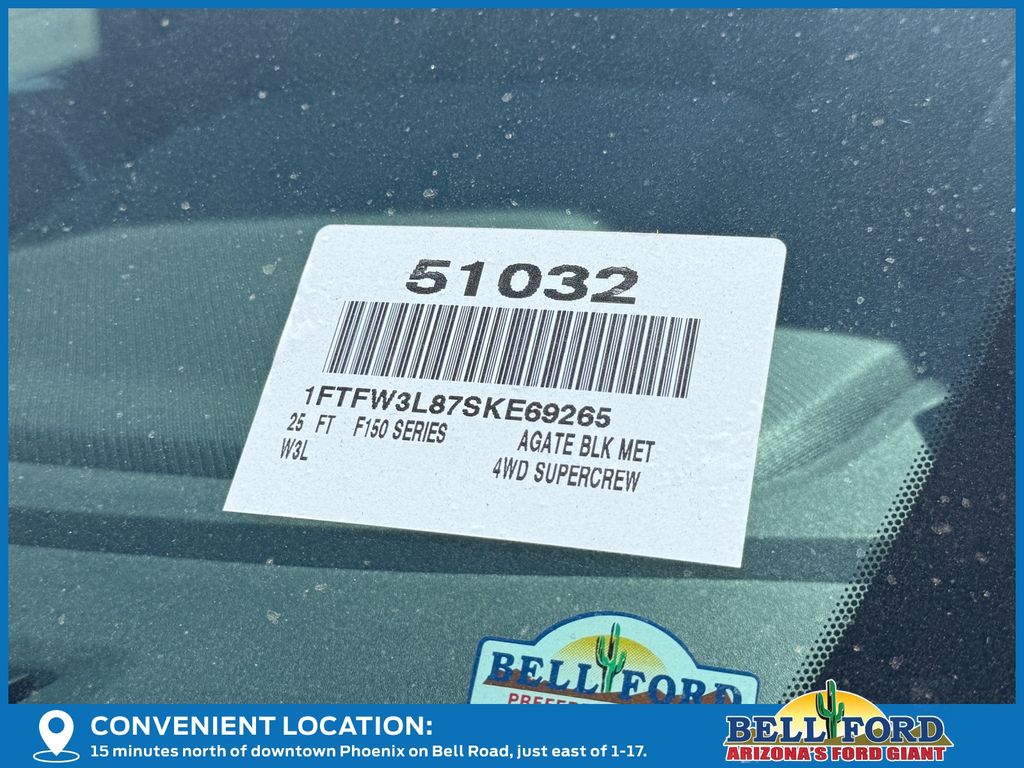 51032
1FTFW3L87SKE69265
25 FT F150 SERIES AGATE BLK MET
W3L 4WD SUPERCREW
BELL FORD
CONVENIENT LOCATION:
15 minutes north of downtown Phoenix on Bell Road, just east of 1-17.
BELL FORD
ARIZONA'S FORD GIANT